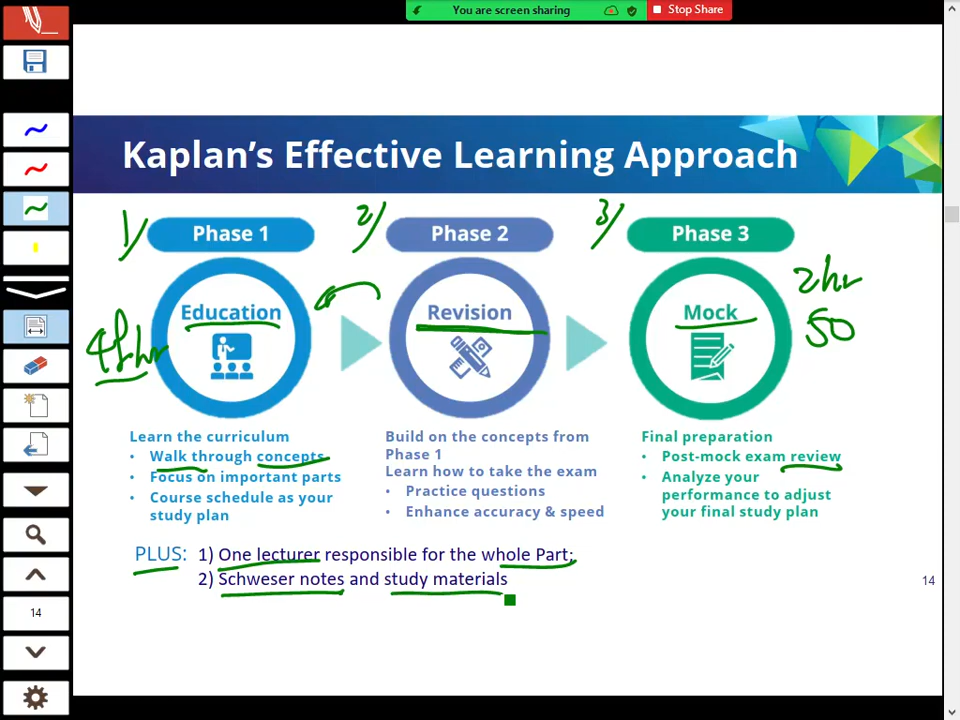 You are screen sharing
Stop Share
Kaplan's Effective Learning Approach
1)
Phase 1
2)
Phase 2
3)
Phase 3
Education
Revision
Mock
2hr
50
Learn the curriculum
• Walk through concepts
• Focus on important parts
• Course schedule as your
study plan
Build on the concepts from
Phase 1
Learn how to take the exam
• Practice questions
• Enhance accuracy & speed
Final preparation
• Post-mock exam review
• Analyze your
performance to adjust
your final study plan
PLUS: 1) One lecturer responsible for the whole Part;
2) Schweser notes and study materials
14
14